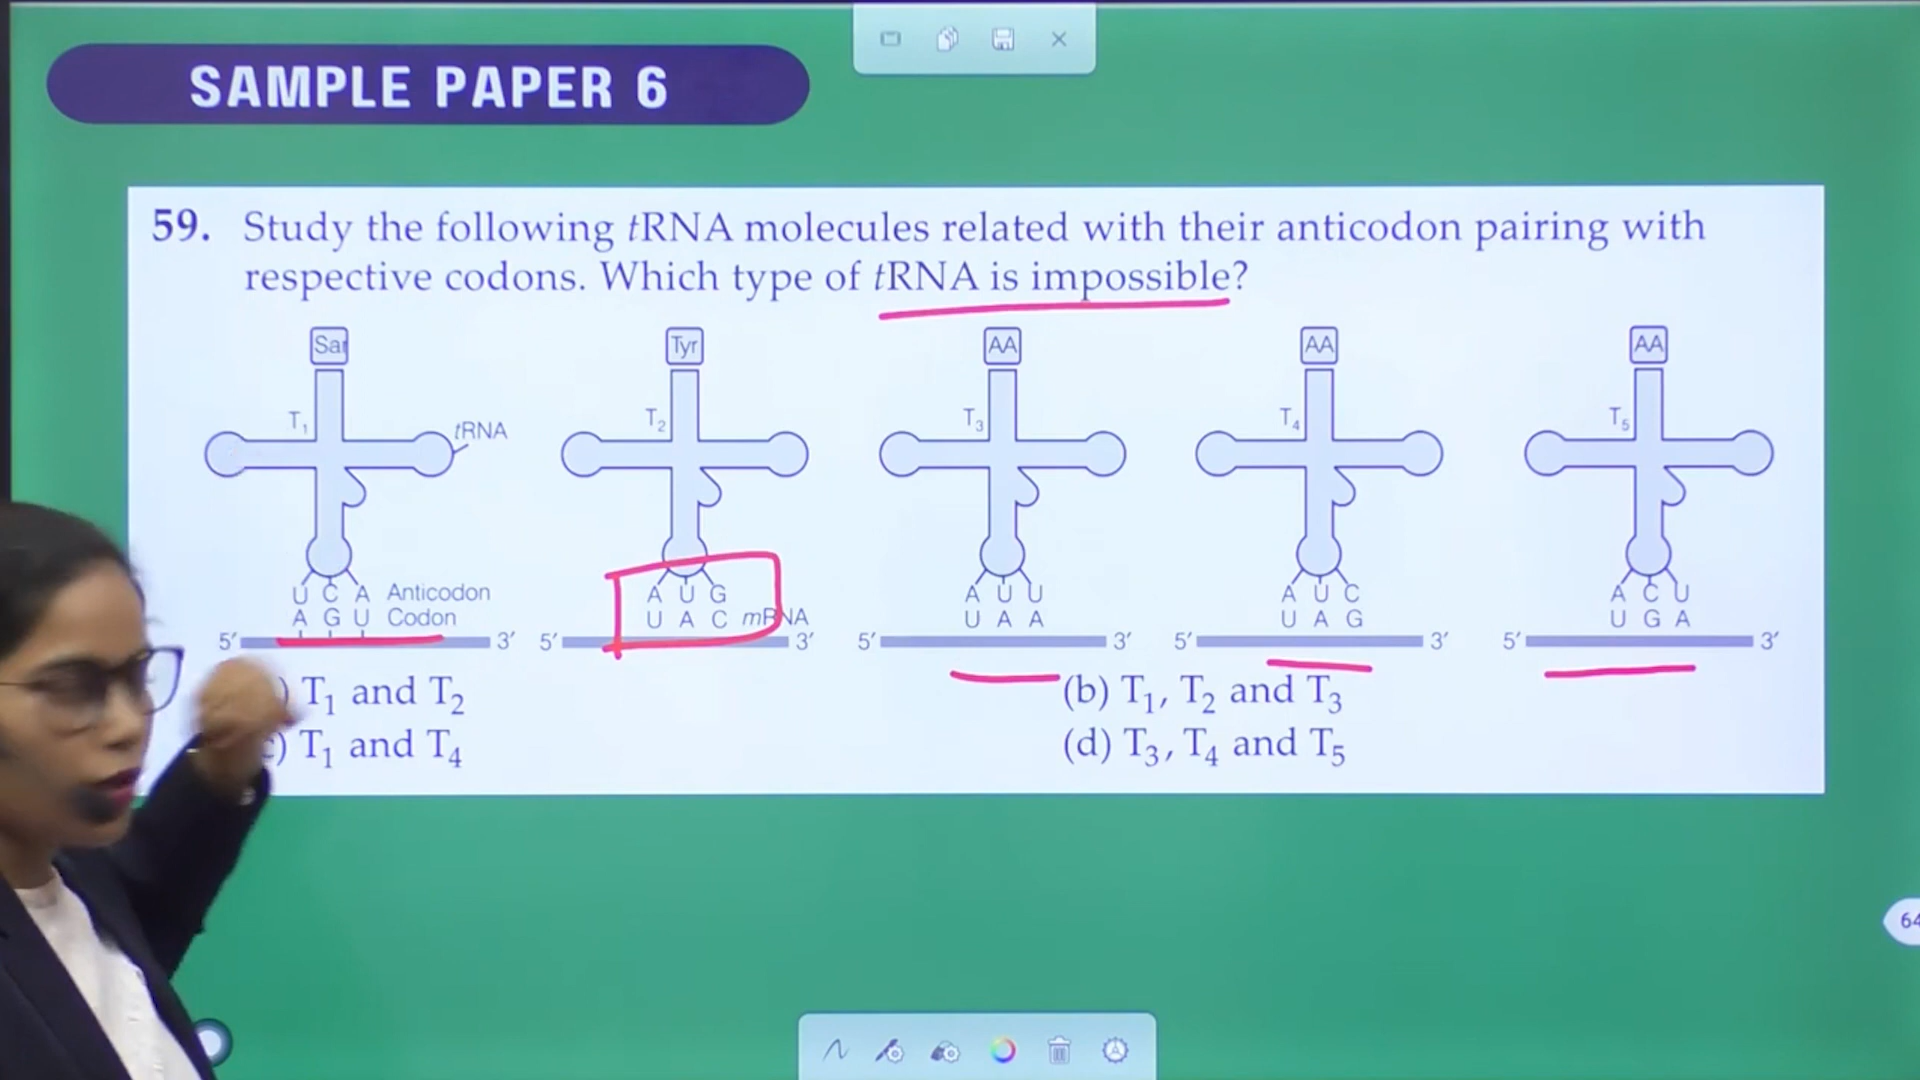 SAMPLE PAPER 6
59. Study the following tRNA molecules related with their anticodon pairing with
respective codons. Which type of tRNA is impossible?
Sar Tyr AA AA AA
T₁ tRNA T₂ T₃ T₄ T₅
U C A Anticodon A U G A U U A U C A C U
A G U Codon U A C mRNA U A A U A G U G A
5′ 3′ 5′ 3′ 5′ 3′ 5′ 3′ 5′ 3′
) T₁ and T₂ (b) T₁, T₂ and T₃
) T₁ and T₄ (d) T₃, T₄ and T₅
64